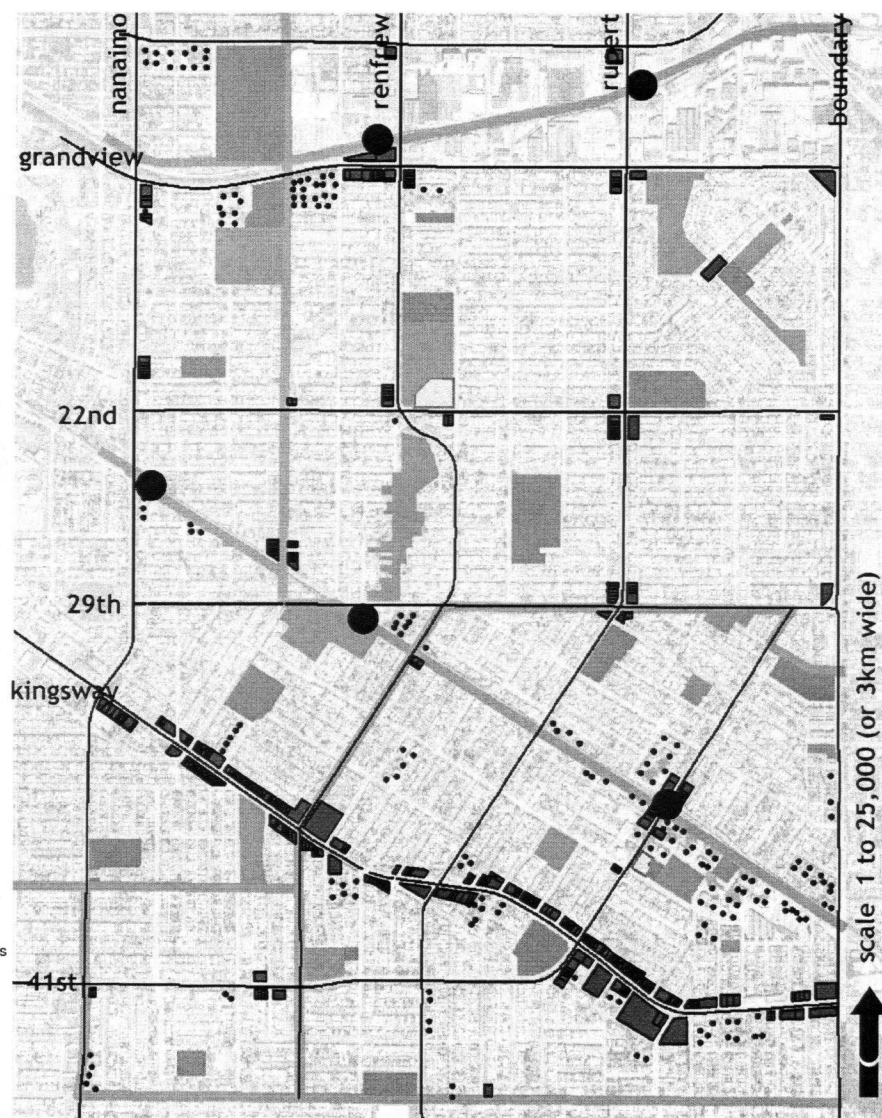 nanaimo
renfrew
rupert
boundary
grandview
22nd
29th
kingsway
41st
s
scale 1 to 25,000 (or 3km wide)